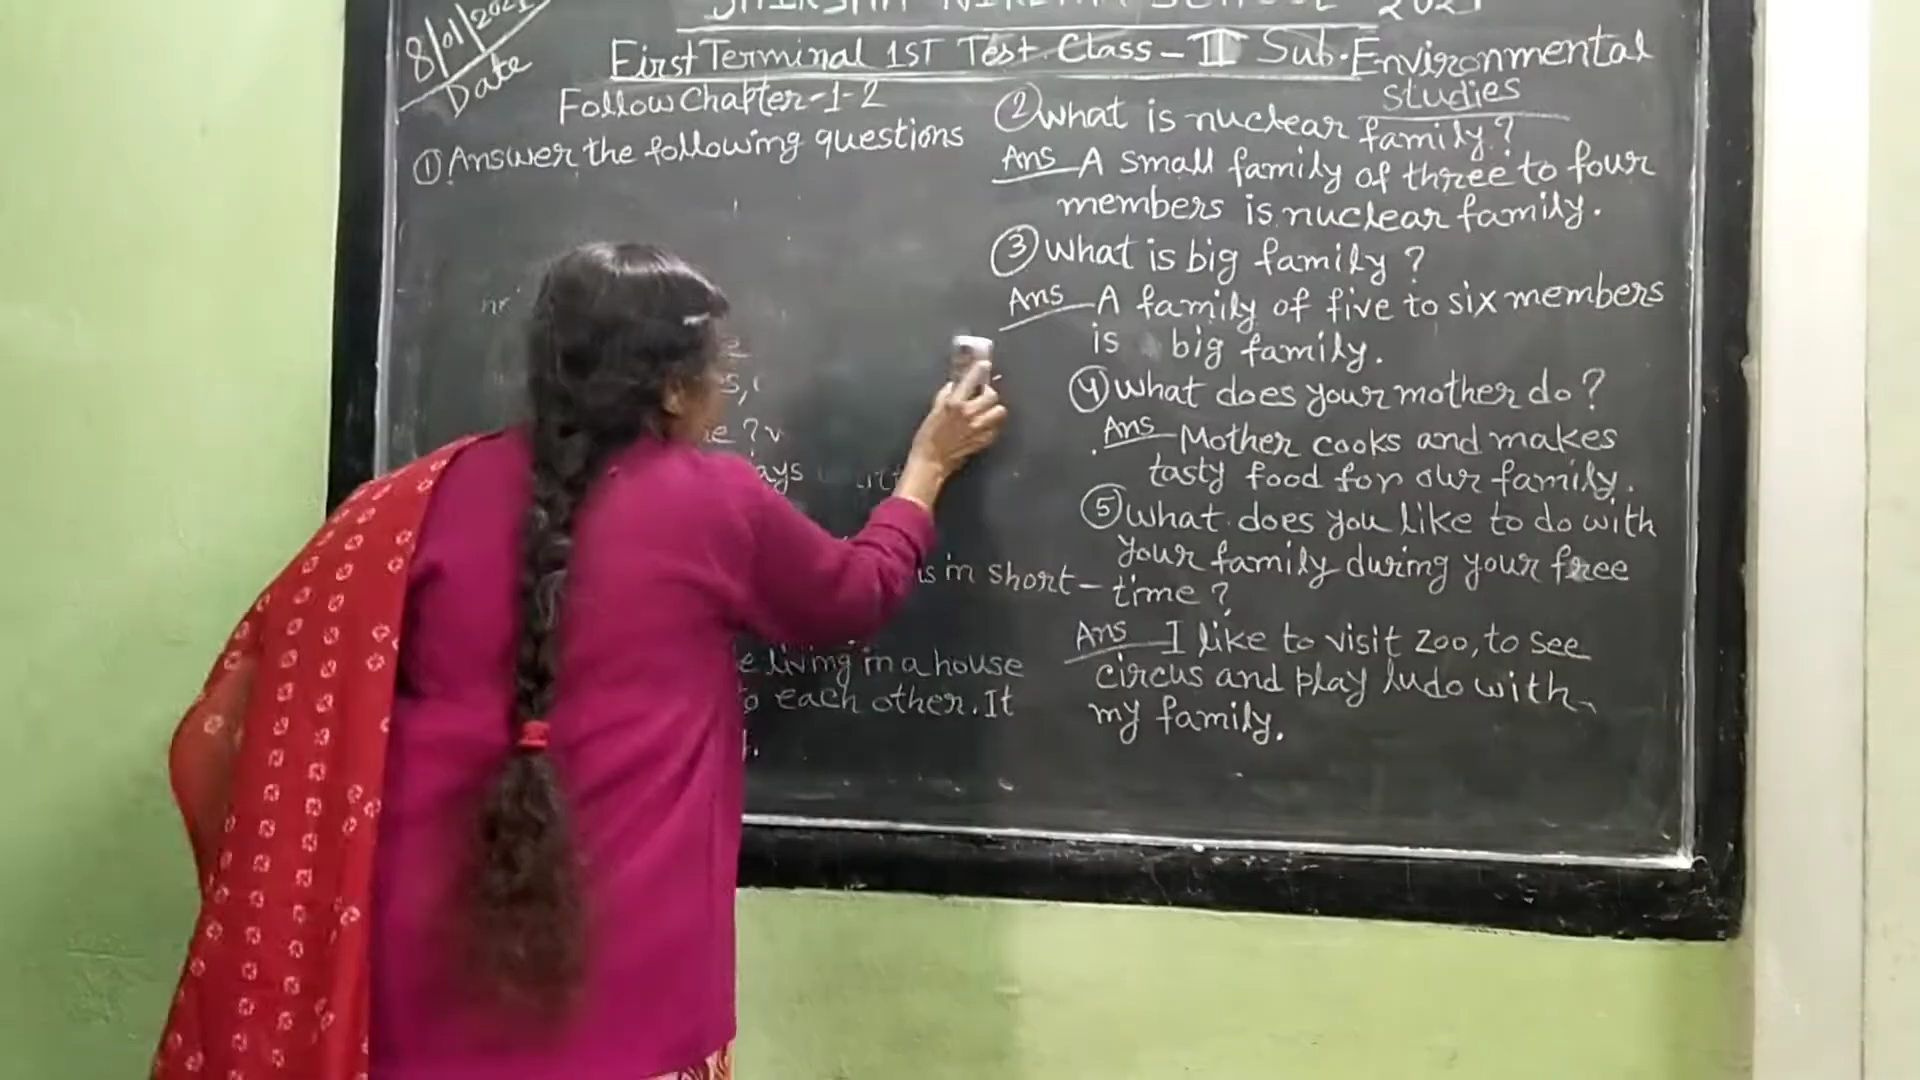 8/01/2021
Date
SHIKSHA NIKETAN SCHOOL 2021
First Terminal 1ST Test Class - II Sub. Environmental
Studies
Follow Chapter-1-2
① Answer the following questions
is in short-
living in a house
each other. It
② What is nuclear family?
Ans A small family of three to four
members is nuclear family.
③ What is big family?
Ans A family of five to six members
is big family.
④ What does your mother do?
Ans Mother cooks and makes
tasty food for our family.
⑤ What does you like to do with
your family during your free
time?
Ans I like to visit zoo, to see
circus and play ludo with
my family.